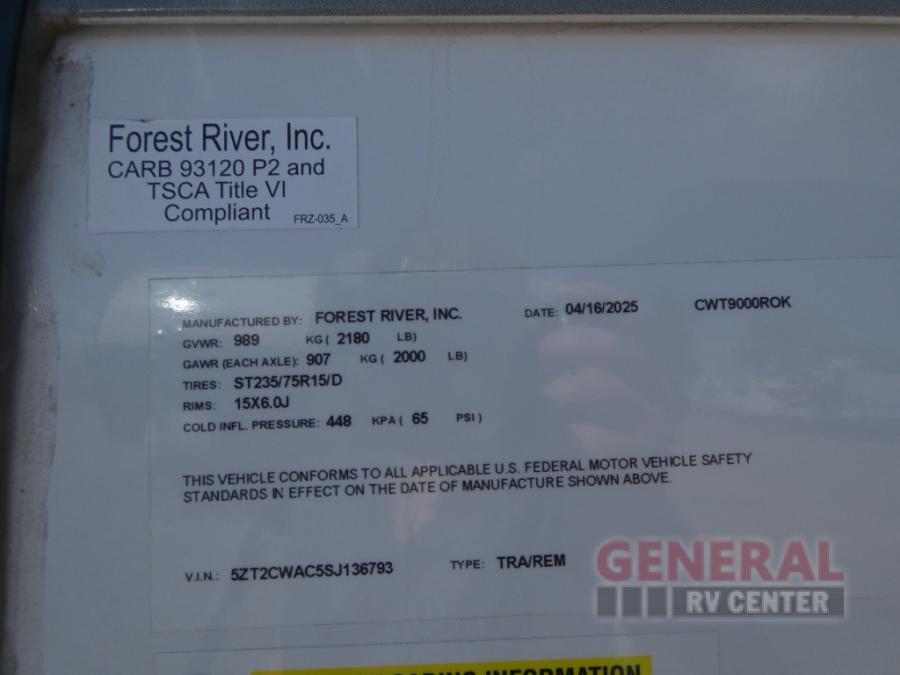 Forest River, Inc.
CARB 93120 P2 and
TSCA Title VI
Compliant FRZ-035_A
MANUFACTURED BY: FOREST RIVER, INC. DATE: 04/16/2025 CWT9000ROK
GVWR: 989 KG ( 2180 LB)
GAWR (EACH AXLE): 907 KG ( 2000 LB)
TIRES: ST235/75R15/D
RIMS: 15X6.0J
COLD INFL. PRESSURE: 448 KPA ( 65 PSI )
THIS VEHICLE CONFORMS TO ALL APPLICABLE U.S. FEDERAL MOTOR VEHICLE SAFETY
STANDARDS IN EFFECT ON THE DATE OF MANUFACTURE SHOWN ABOVE.
V.I.N.: 5ZT2CWAC5SJ136793 TYPE: TRA/REM
GENERAL
RV CENTER
INFORMATION